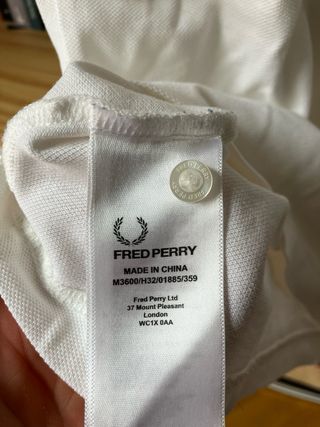 FRED PERRY
MADE IN CHINA
M3600/H32/01885/359
Fred Perry Ltd
37 Mount Pleasant
London
WC1X 0AA